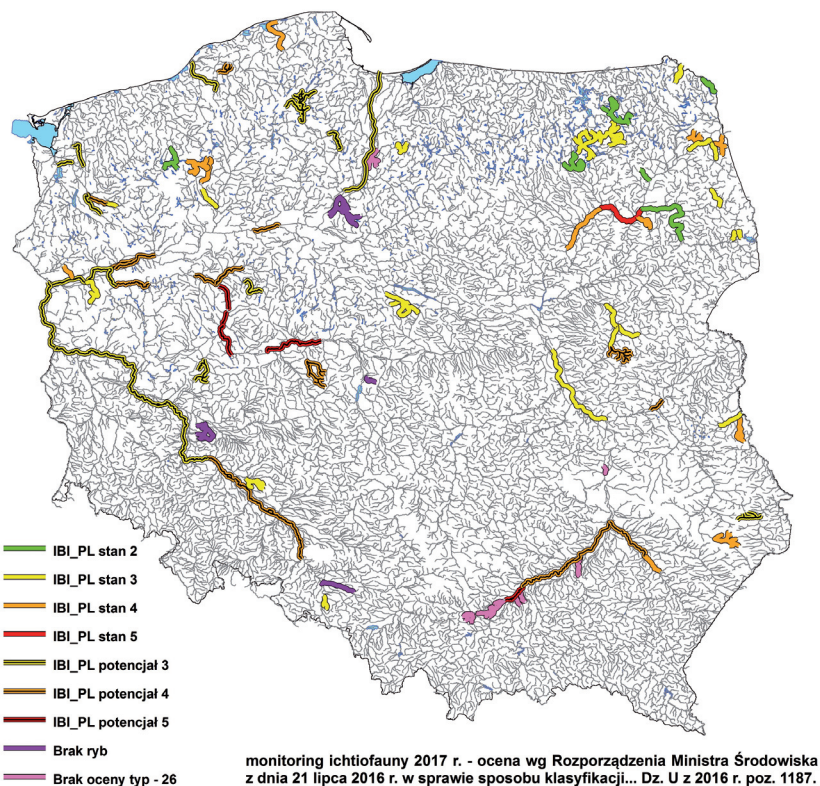 IBI_PL stan 2
IBI_PL stan 3
IBI_PL stan 4
IBI_PL stan 5
IBI_PL potencjał 3
IBI_PL potencjał 4
IBI_PL potencjał 5
Brak ryb
Brak oceny typ - 26
monitoring ichtiofauny 2017 r. - ocena wg Rozporządzenia Ministra Środowiska
z dnia 21 lipca 2016 r. w sprawie sposobu klasyfikacji... Dz. U z 2016 r. poz. 1187.